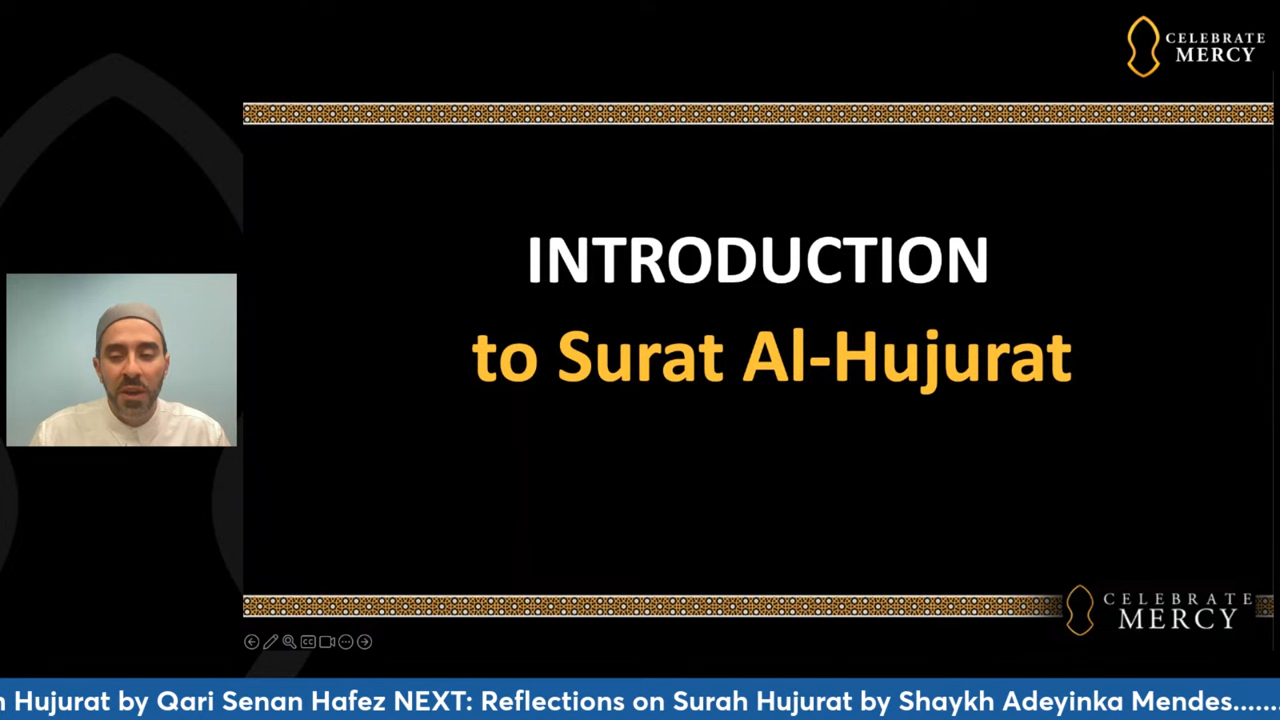 CELEBRATE
MERCY
INTRODUCTION
to Surat Al-Hujurat
CELEBRATE
MERCY
CC
Hujurat by Qari Senan Hafez NEXT: Reflections on Surah Hujurat by Shaykh Adeyinka Mendes.......